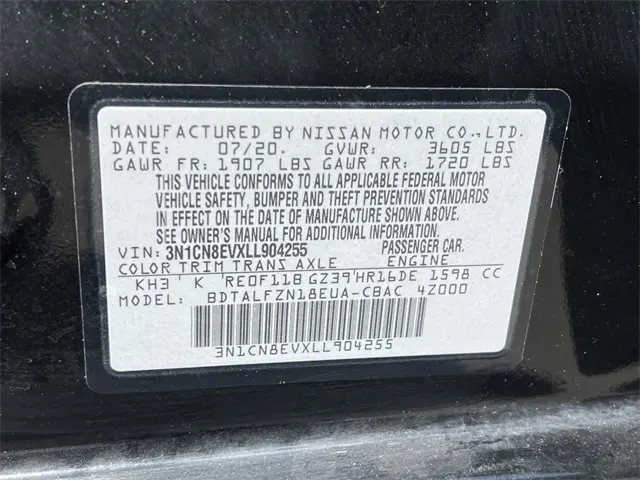 MANUFACTURED BY NISSAN MOTOR CO.,LTD.
DATE: 07/20. GVWR: 3605 LBS
GAWR FR: 1907 LBS GAWR RR: 1720 LBS
THIS VEHICLE CONFORMS TO ALL APPLICABLE FEDERAL MOTOR
VEHICLE SAFETY, BUMPER AND THEFT PREVENTION STANDARDS
IN EFFECT ON THE DATE OF MANUFACTURE SHOWN ABOVE.
SEE OWNER'S MANUAL FOR ADDITIONAL INFORMATION.
VIN: 3N1CN8EVXLL904255 PASSENGER CAR.
COLOR TRIM TRANS AXLE ENGINE
KH3 ' K 'RE0F11B GZ39'HR16DE 1598 CC
MODEL: BDTALFZN18EUA-CBAC 4Z000
3N1CN8EVXLL904255